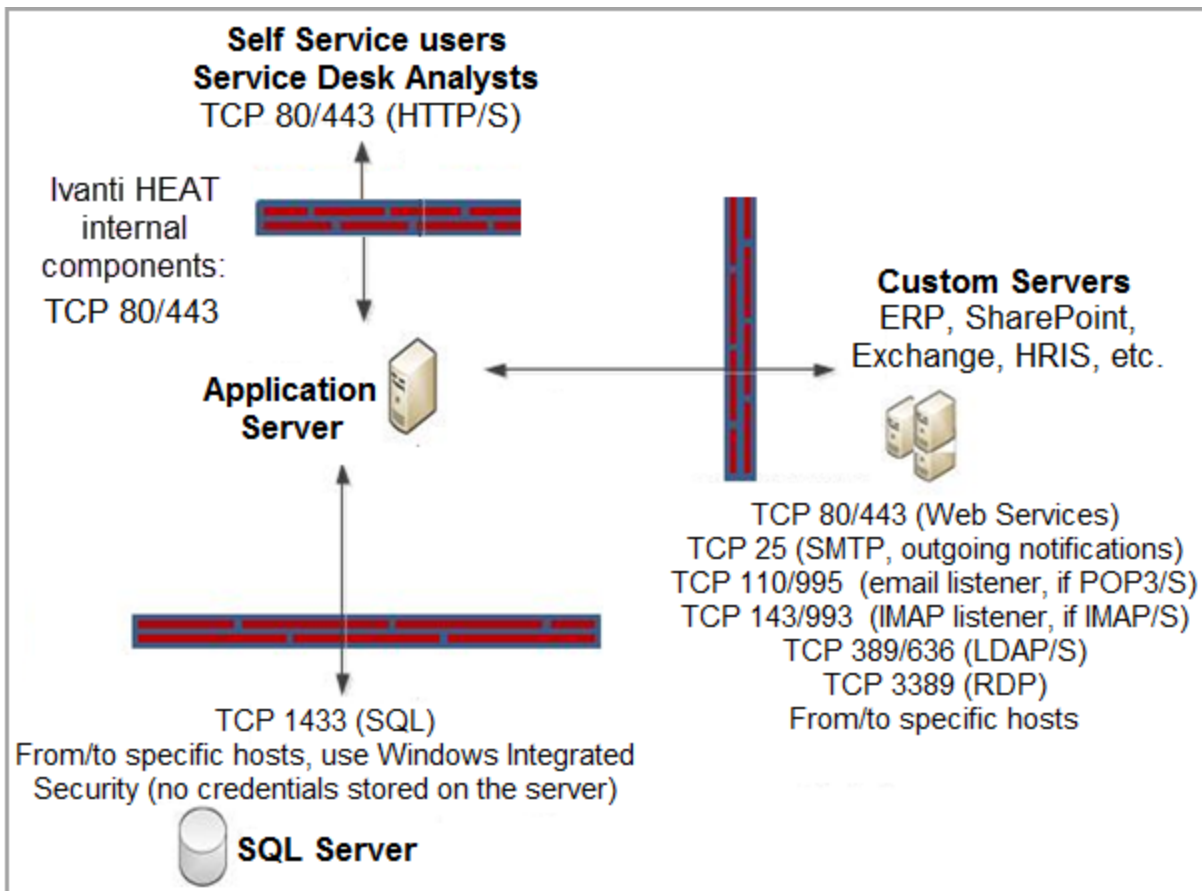 Self Service users
Service Desk Analysts
TCP 80/443 (HTTP/S)
Ivanti HEAT
internal
components:
TCP 80/443
Application
Server
Custom Servers
ERP, SharePoint,
Exchange, HRIS, etc.
TCP 80/443 (Web Services)
TCP 25 (SMTP, outgoing notifications)
TCP 110/995 (email listener, if POP3/S)
TCP 143/993 (IMAP listener, if IMAP/S)
TCP 389/636 (LDAP/S)
TCP 3389 (RDP)
From/to specific hosts
TCP 1433 (SQL)
From/to specific hosts, use Windows Integrated
Security (no credentials stored on the server)
SQL Server